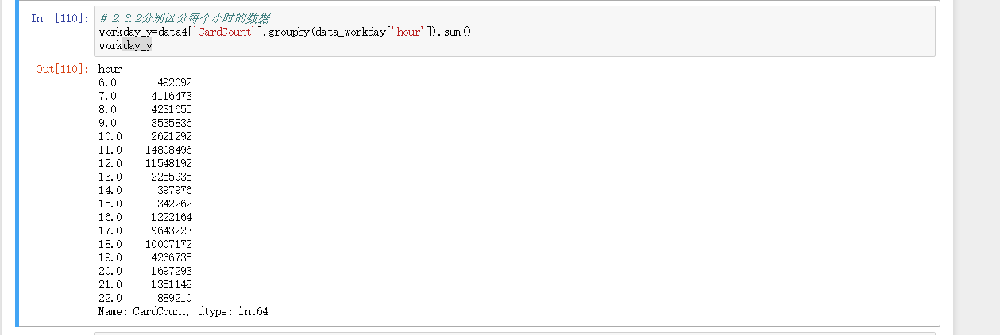 In [110]:
# 2.3.2分别区分每个小时的数据
workday_y=data4['CardCount'].groupby(data_workday['hour']).sum()
workday_y
Out[110]:
hour
6.0 492092
7.0 4116473
8.0 4231655
9.0 3535836
10.0 2621292
11.0 14808496
12.0 11548192
13.0 2255935
14.0 397976
15.0 342262
16.0 1222164
17.0 9643223
18.0 10007172
19.0 4266735
20.0 1697293
21.0 1351148
22.0 889210
Name: CardCount, dtype: int64